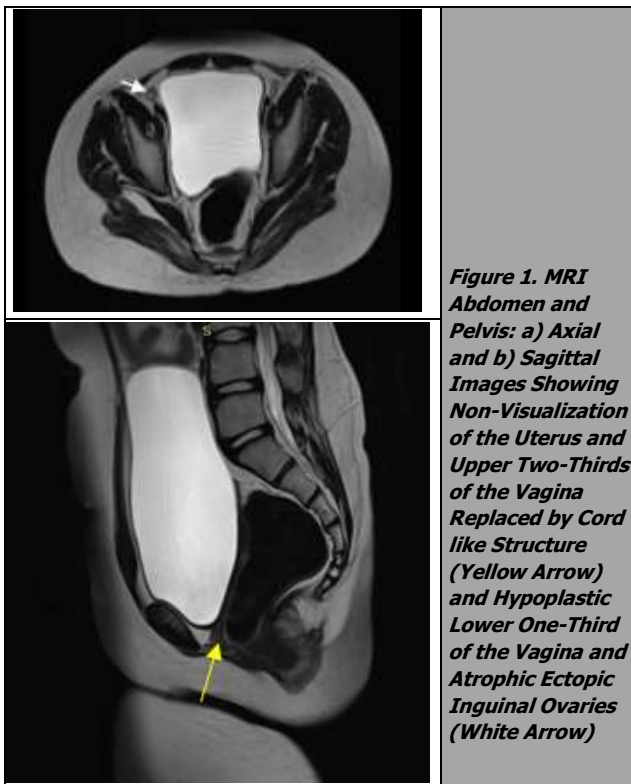 S
Figure 1. MRI
Abdomen and
Pelvis: a) Axial
and b) Sagittal
Images Showing
Non-Visualization
of the Uterus and
Upper Two-Thirds
of the Vagina
Replaced by Cord
like Structure
(Yellow Arrow)
and Hypoplastic
Lower One-Third
of the Vagina and
Atrophic Ectopic
Inguinal Ovaries
(White Arrow)